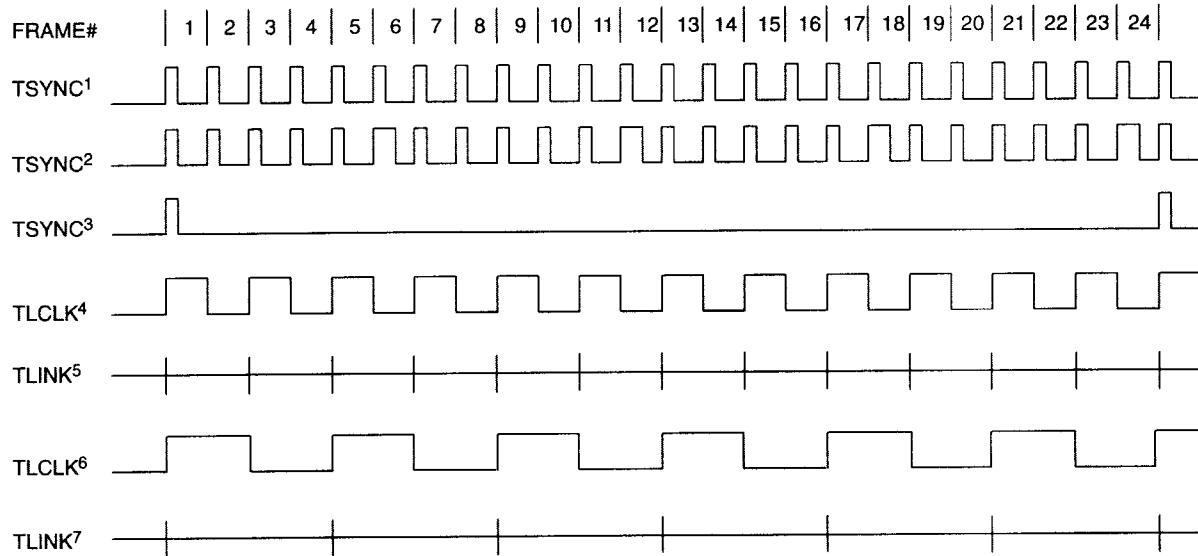 FRAME# 1 2 3 4 5 6 7 8 9 10 11 12 13 14 15 16 17 18 19 20 21 22 23 24
TSYNC1
TSYNC2
TSYNC3
TLCLK4
TLINK5
TLCLK6
TLINK7